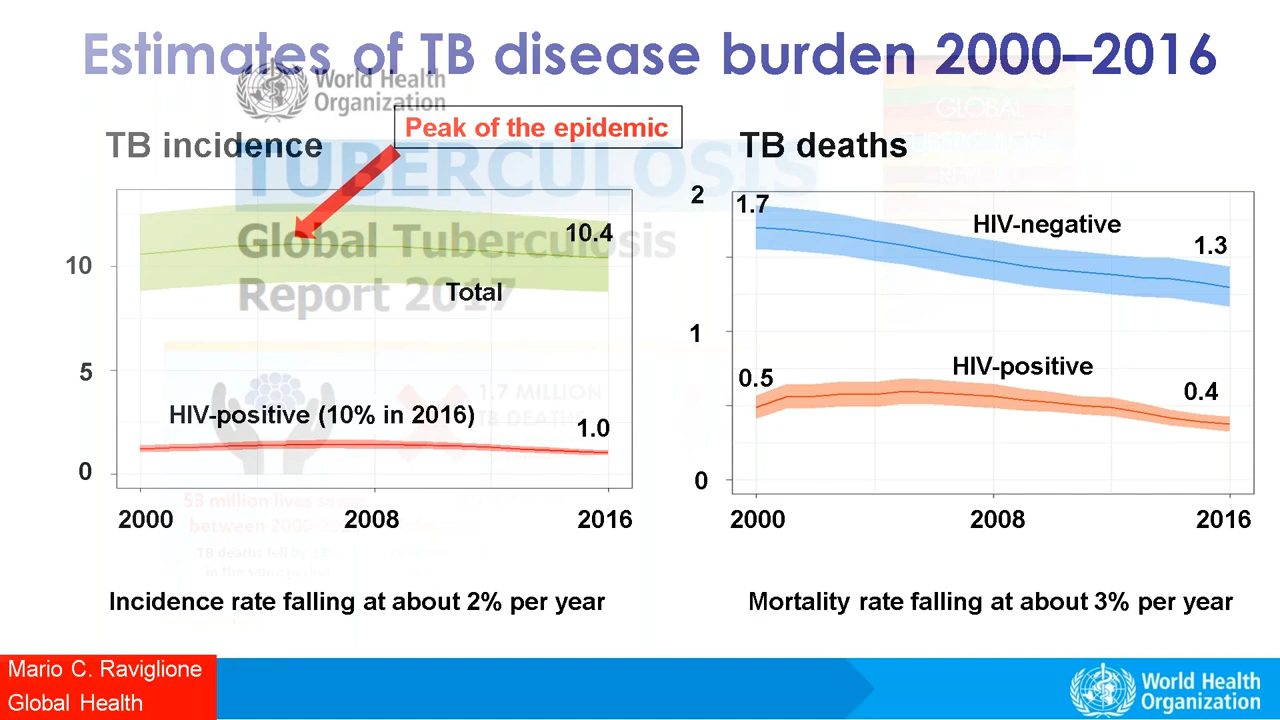 Estimates of TB disease burden 2000–2016
World Health
Organization
Peak of the epidemic
TB incidence
TB deaths
TUBERCULOSIS
GLOBAL
TUBERCULOSIS
REPORT
Global Tuberculosis
Report 2017
10
5
0
10.4
Total
HIV-positive (10% in 2016)
1.0
2000
2008
2016
2
1
0
1.7
HIV-negative
1.3
0.5
HIV-positive
0.4
2000
2008
2016
1.7 MILLION
TB DEATHS
53 million lives saved
between 2000
TB deaths fell by
in the same period
Incidence rate falling at about 2% per year
Mortality rate falling at about 3% per year
Mario C. Raviglione
Global Health
World Health
Organization